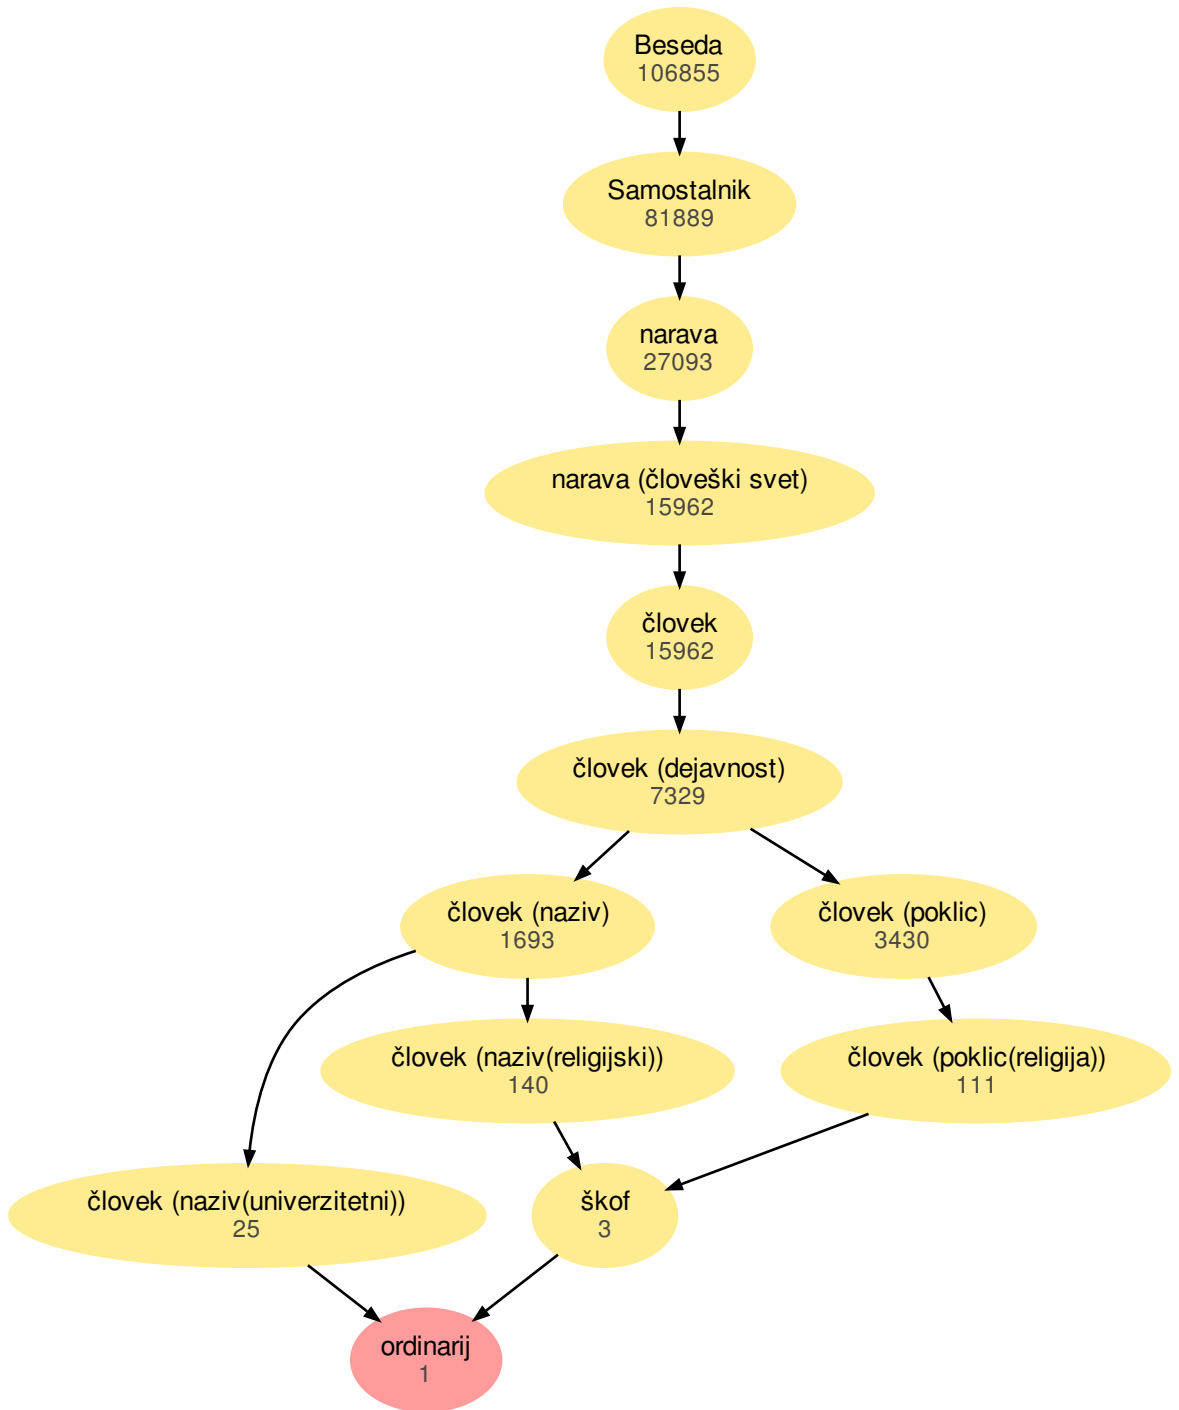 Beseda
106855
Samostalnik
81889
narava
27093
narava (človeški svet)
15962
človek
15962
človek (dejavnost)
7329
človek (naziv)
1693
človek (poklic)
3430
človek (naziv(religijski))
140
človek (poklic(religija))
111
človek (naziv(univerzitetni))
25
škof
3
ordinarij
1